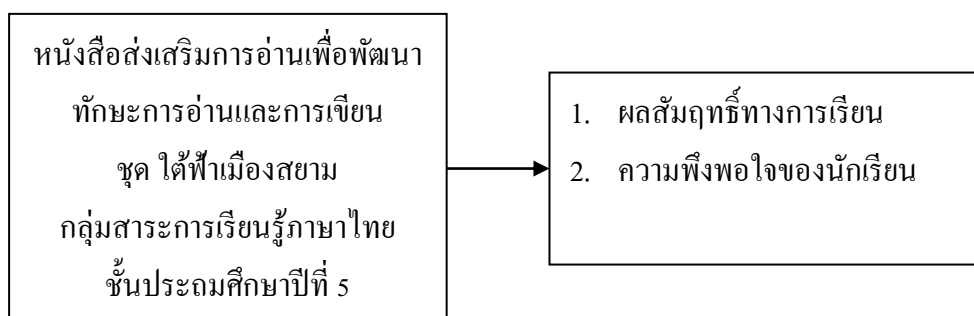 หนังสือส่งเสริมการอ่านเพื่อพัฒนา
ทักษะการอ่านและการเขียน
ชุด ใต้ฟ้าเมืองสยาม
กลุ่มสาระการเรียนรู้ภาษาไทย
ชั้นประถมศึกษาปีที่ 5
1. ผลสัมฤทธิ์ทางการเรียน
2. ความพึงพอใจของนักเรียน